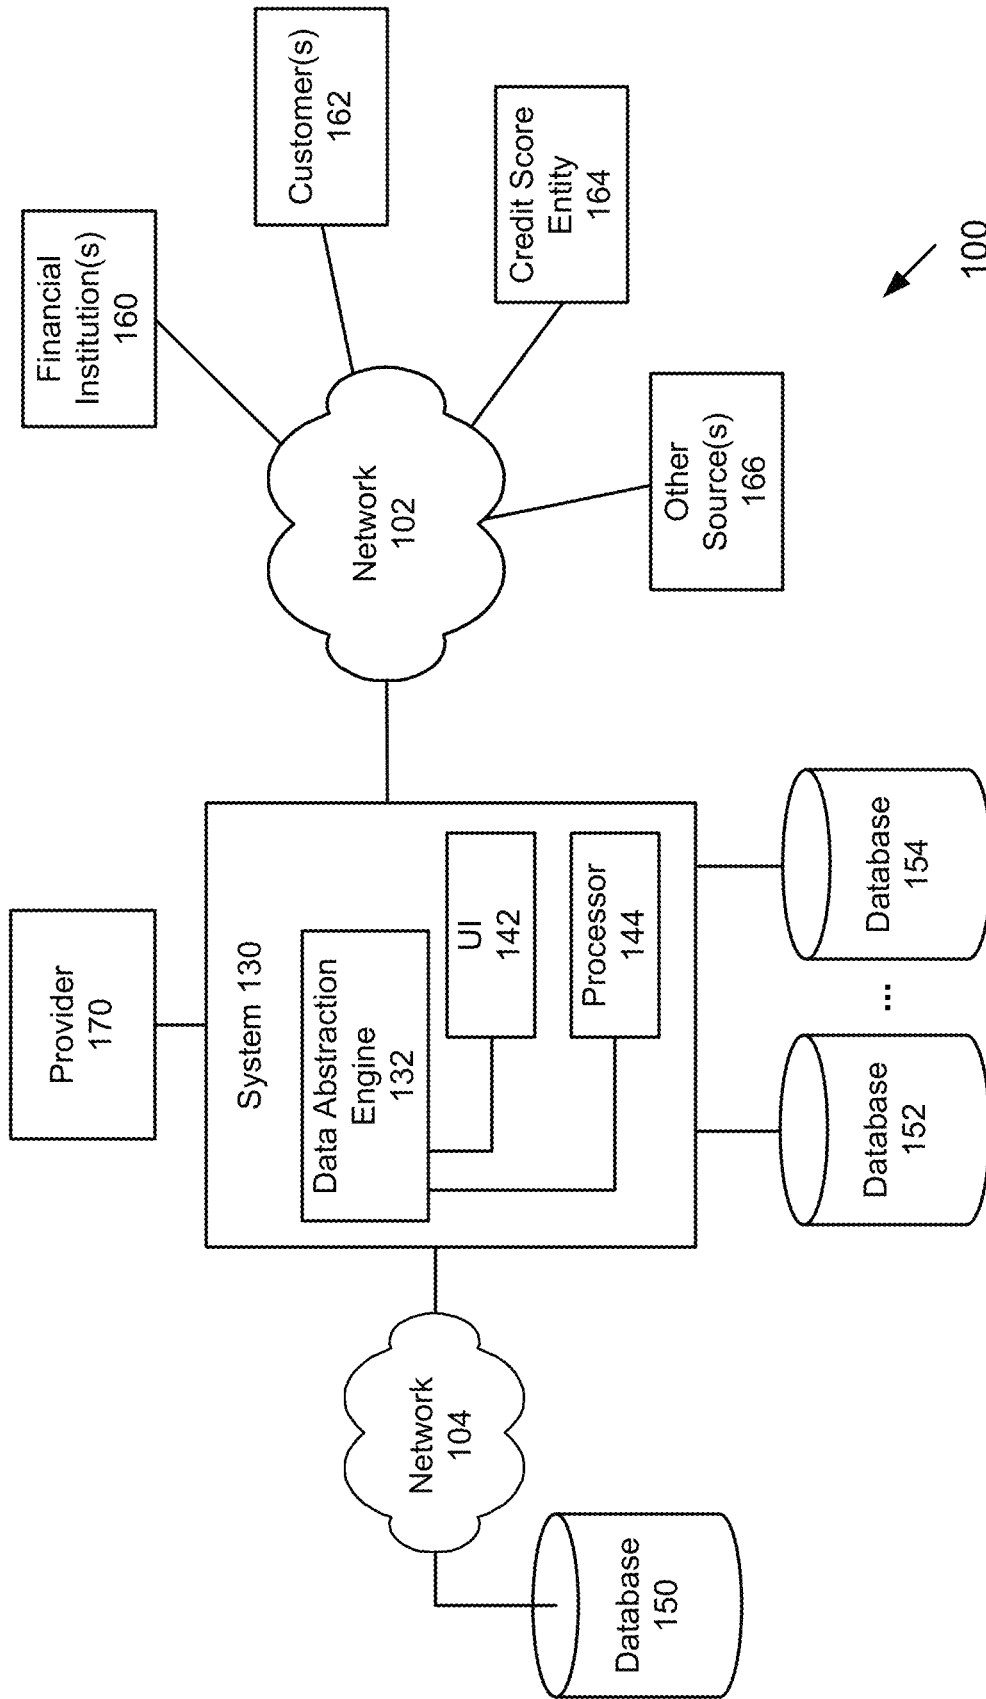 Financial
Institution(s)
160
Customer(s)
162
Credit Score
Entity
164
Other
Source(s)
166
Network
102
Provider
170
System 130
Data Abstraction
Engine
132
UI
142
Processor
144
Network
104
Database
150
Database
152
...
Database
154
100